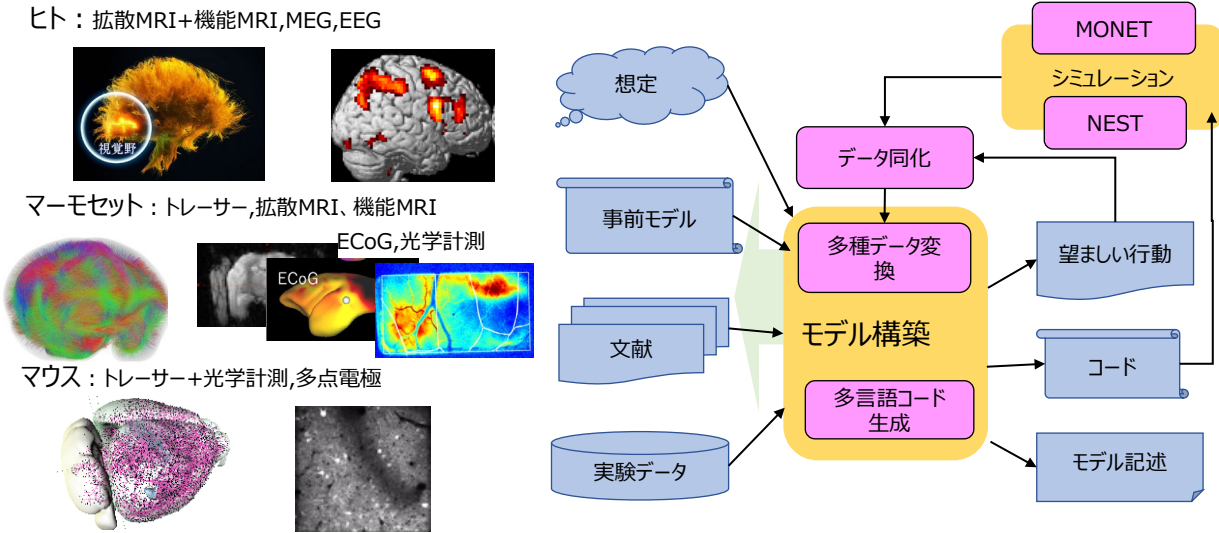 ヒト：拡散MRI+機能MRI,MEG,EEG
視覚野
マーモセット：トレーサー,拡散MRI、機能MRI
ECoG,光学計測
ECoG
マウス：トレーサー+光学計測,多点電極
想定
事前モデル
文献
実験データ
MONET
シミュレーション
NEST
データ同化
多種データ変
換
モデル構築
多言語コード
生成
望ましい行動
コード
モデル記述